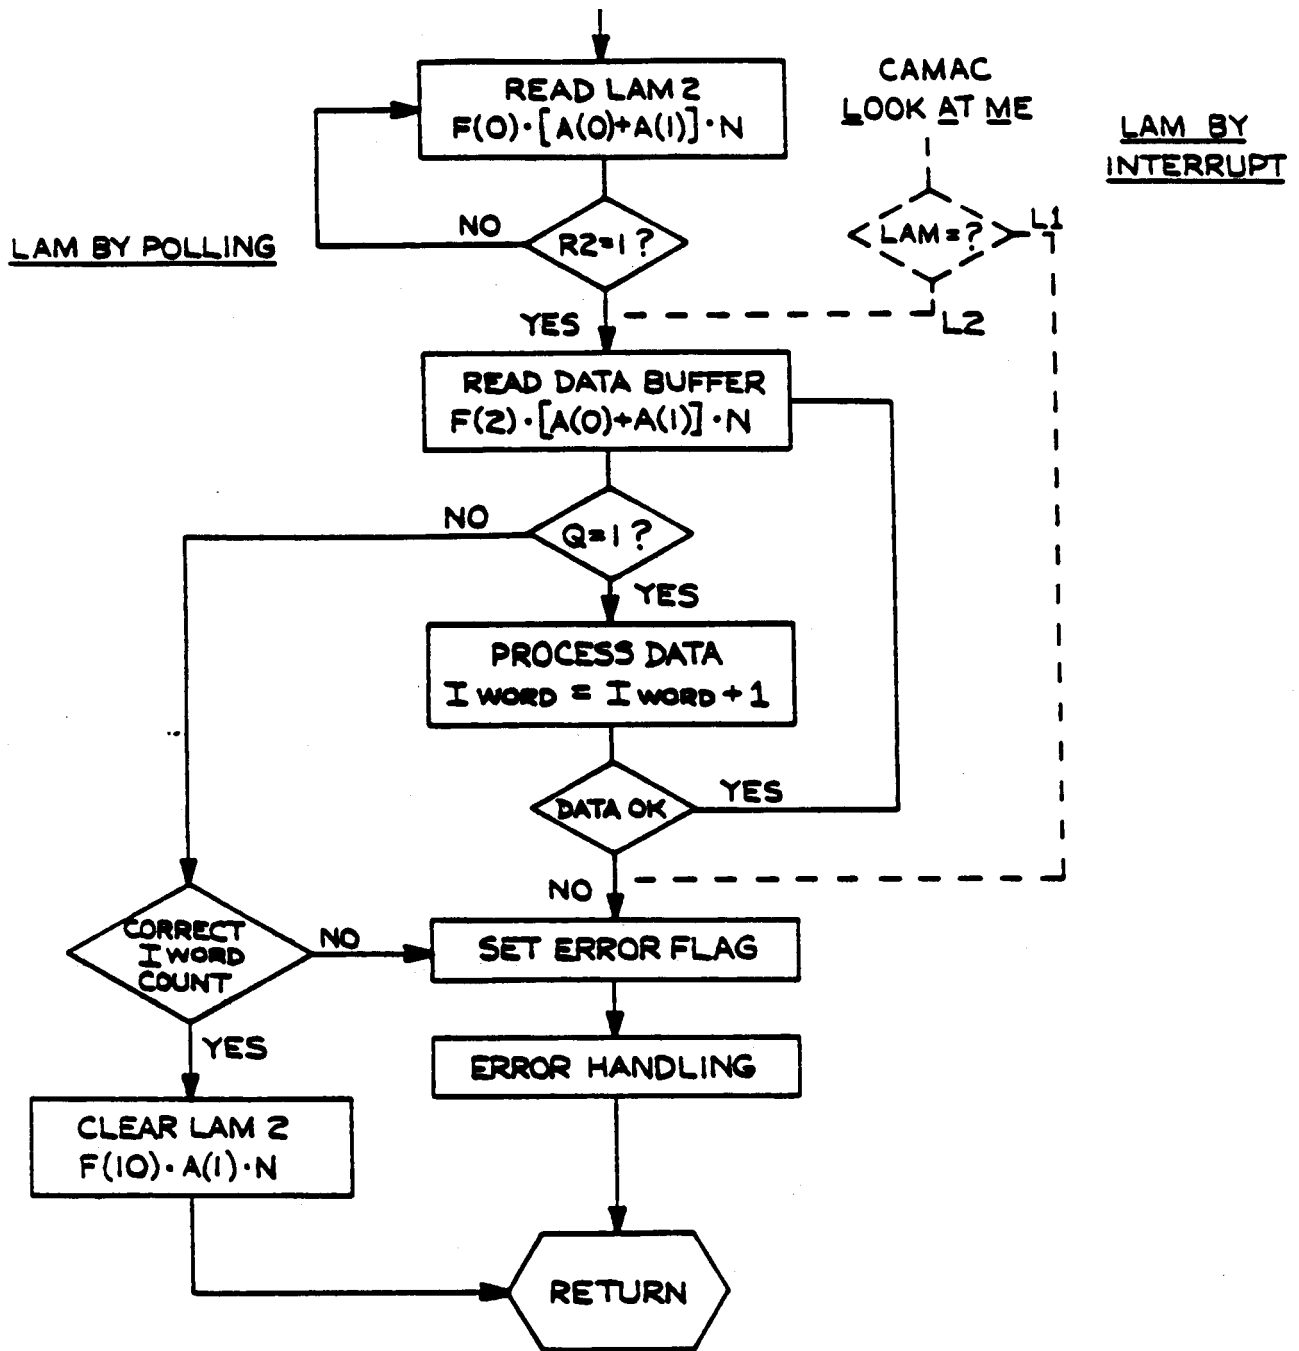 READ LAM 2
F(0)·[A(0)+A(1)]·N
CAMAC
LOOK AT ME
LAM BY
INTERRUPT
NO
R2=1?
LAM=?
L1
LAM BY POLLING
YES
L2
READ DATA BUFFER
F(2)·[A(0)+A(1)]·N
NO
Q=1?
YES
PROCESS DATA
I WORD = I WORD + 1
DATA OK
YES
NO
CORRECT
I WORD
COUNT
NO
SET ERROR FLAG
YES
ERROR HANDLING
CLEAR LAM 2
F(10)·A(1)·N
RETURN